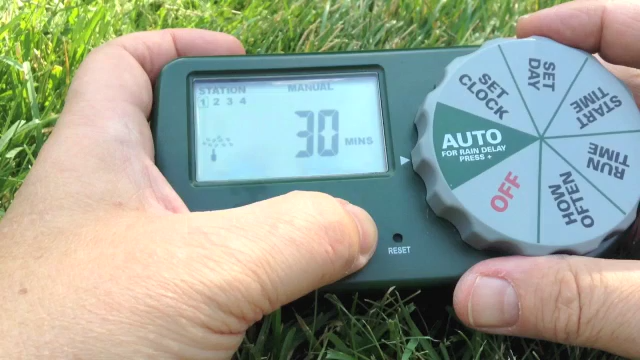 STATION MANUAL
1 2 3 4
30 MINS
RESET
SET
CLOCK
SET
DAY
START
TIME
RUN
TIME
HOW
OFTEN
OFF
AUTO
FOR RAIN DELAY
PRESS +